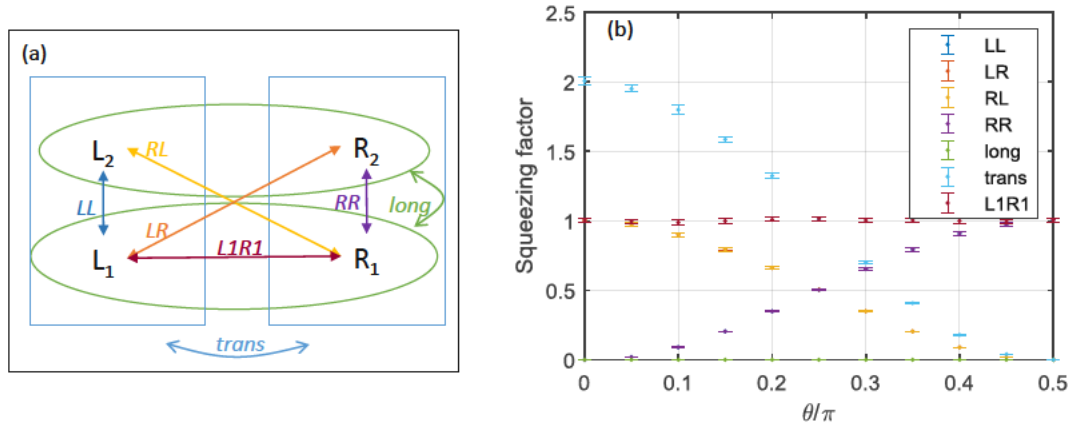 (a)
L2 RL R2
LL LR RR long
L1 L1R1 R1
trans
(b)
Squeezing factor
2.5
2
1.5
1
0.5
0
0 0.1 0.2 0.3 0.4 0.5
θ/π
LL
LR
RL
RR
long
trans
L1R1